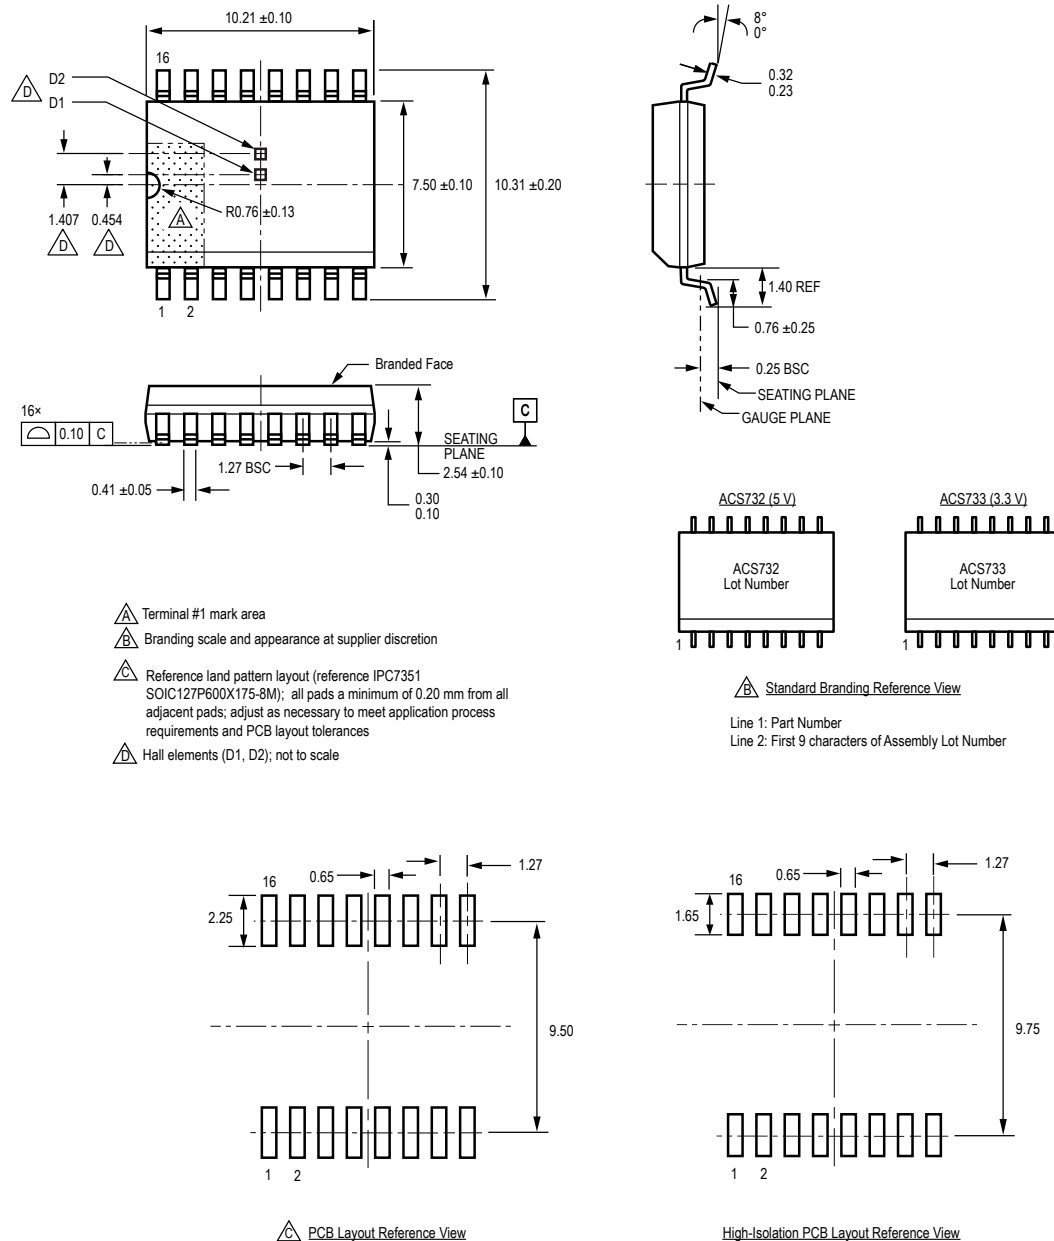 10.21 ±0.10
16
D2
D
D1
1.407
0.454
D
D
R0.76 ±0.13
A
7.50 ±0.10
10.31 ±0.20
1
2
8°
0°
0.32
0.23
1.40 REF
0.76 ±0.25
0.25 BSC
SEATING PLANE
GAUGE PLANE
Branded Face
16×
0.10
C
C
SEATING
PLANE
1.27 BSC
2.54 ±0.10
0.41 ±0.05
0.30
0.10
ACS732 (5 V)
ACS732
Lot Number
1
ACS733 (3.3 V)
ACS733
Lot Number
1
A Terminal #1 mark area
B Branding scale and appearance at supplier discretion
C Reference land pattern layout (reference IPC7351
SOIC127P600X175-8M); all pads a minimum of 0.20 mm from all
adjacent pads; adjust as necessary to meet application process
requirements and PCB layout tolerances
D Hall elements (D1, D2); not to scale
B Standard Branding Reference View
Line 1: Part Number
Line 2: First 9 characters of Assembly Lot Number
16
0.65
1.27
2.25
9.50
1
2
C PCB Layout Reference View
16
0.65
1.27
1.65
9.75
1
2
High-Isolation PCB Layout Reference View